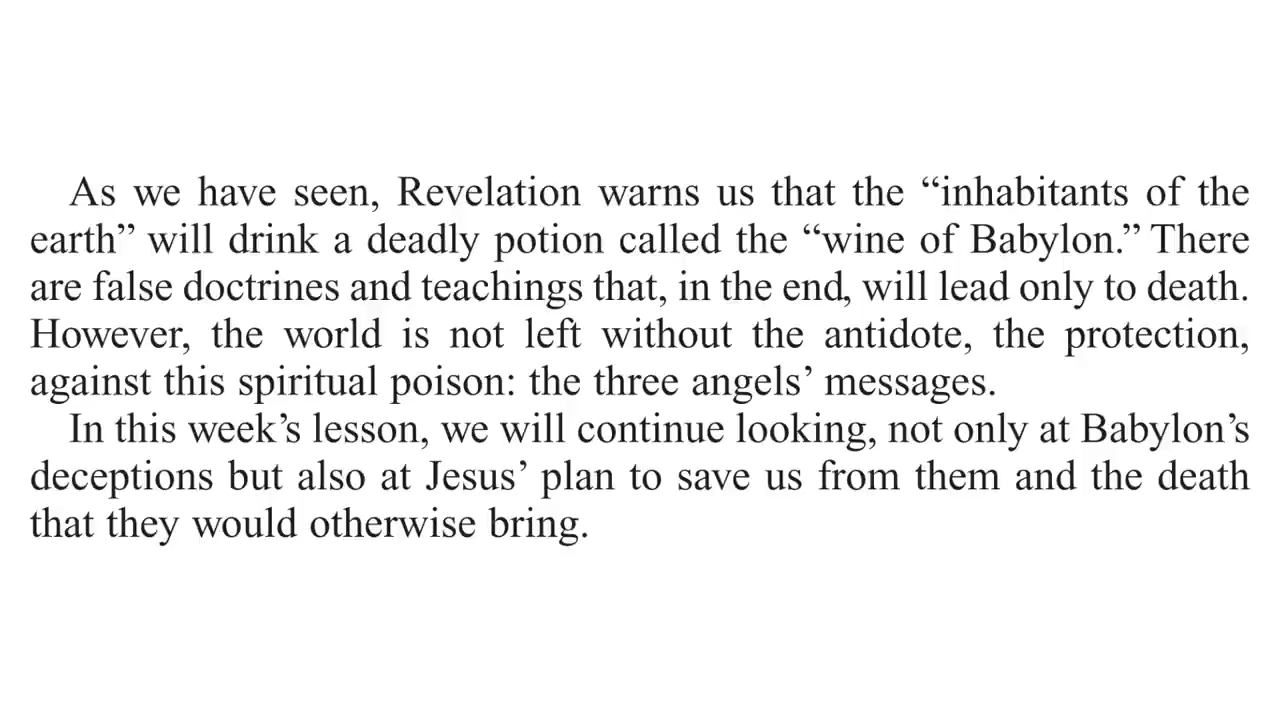 As we have seen, Revelation warns us that the “inhabitants of the
earth” will drink a deadly potion called the “wine of Babylon.” There
are false doctrines and teachings that, in the end, will lead only to death.
However, the world is not left without the antidote, the protection,
against this spiritual poison: the three angels’ messages.
In this week’s lesson, we will continue looking, not only at Babylon’s
deceptions but also at Jesus’ plan to save us from them and the death
that they would otherwise bring.